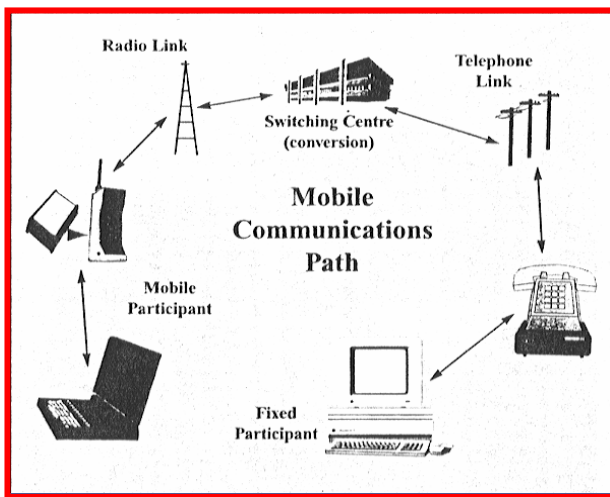 Radio Link
Telephone
Link
Switching Centre
(conversion)
Mobile
Communications
Path
Mobile
Participant
Fixed
Participant